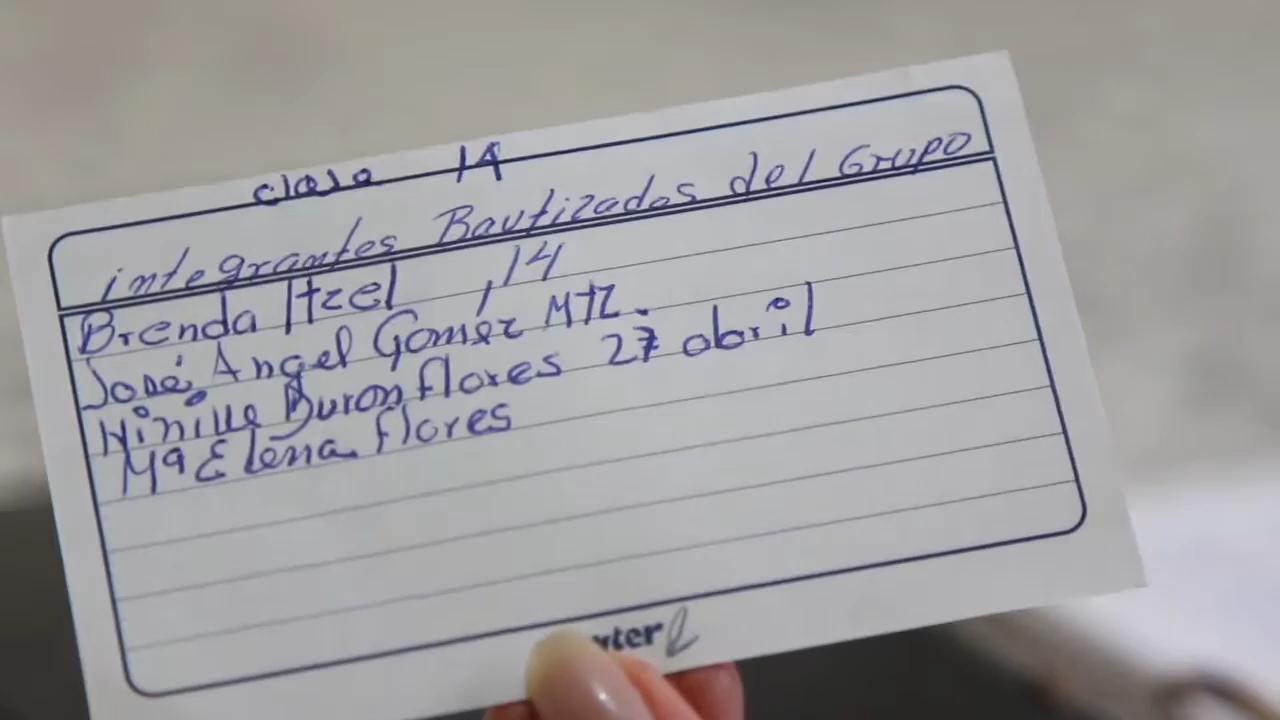 clase 14
integrantes Bautizados del Grupo
Brenda Itzel , 14
José Angel Gomez Mtz.
Buron flores 27 abril
Mª Elena flores